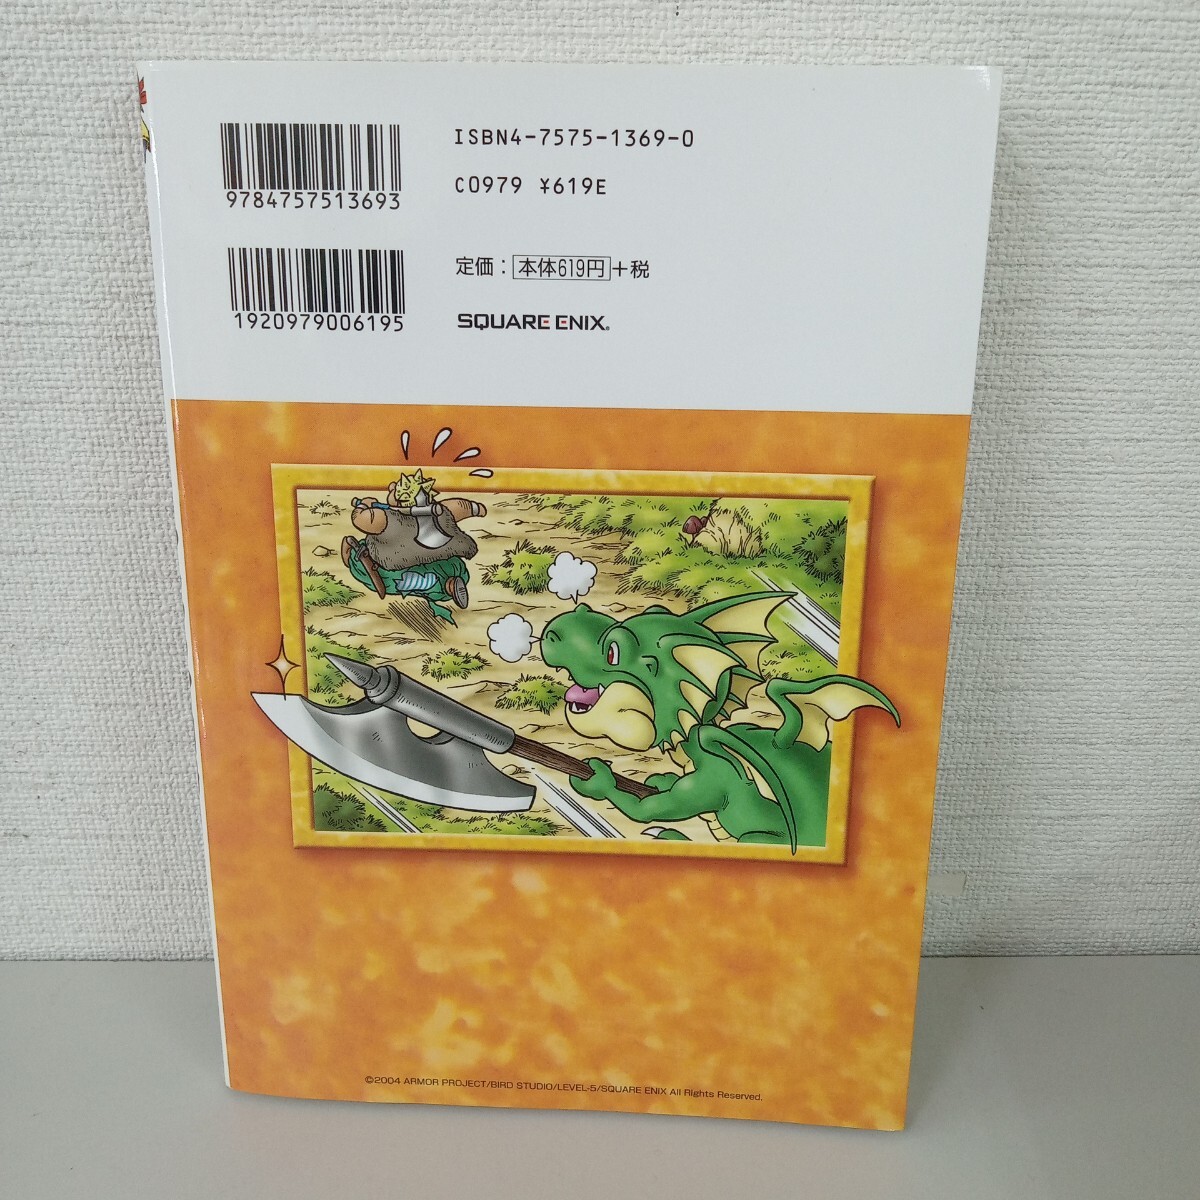 ISBN4-7575-1369-0
9784757513693
C0979 ¥619E
定価：本体619円+税
1920979006195
SQUARE ENIX®
©2004 ARMOR PROJECT/BIRD STUDIO/LEVEL-5/SQUARE ENIX All Rights Reserved.